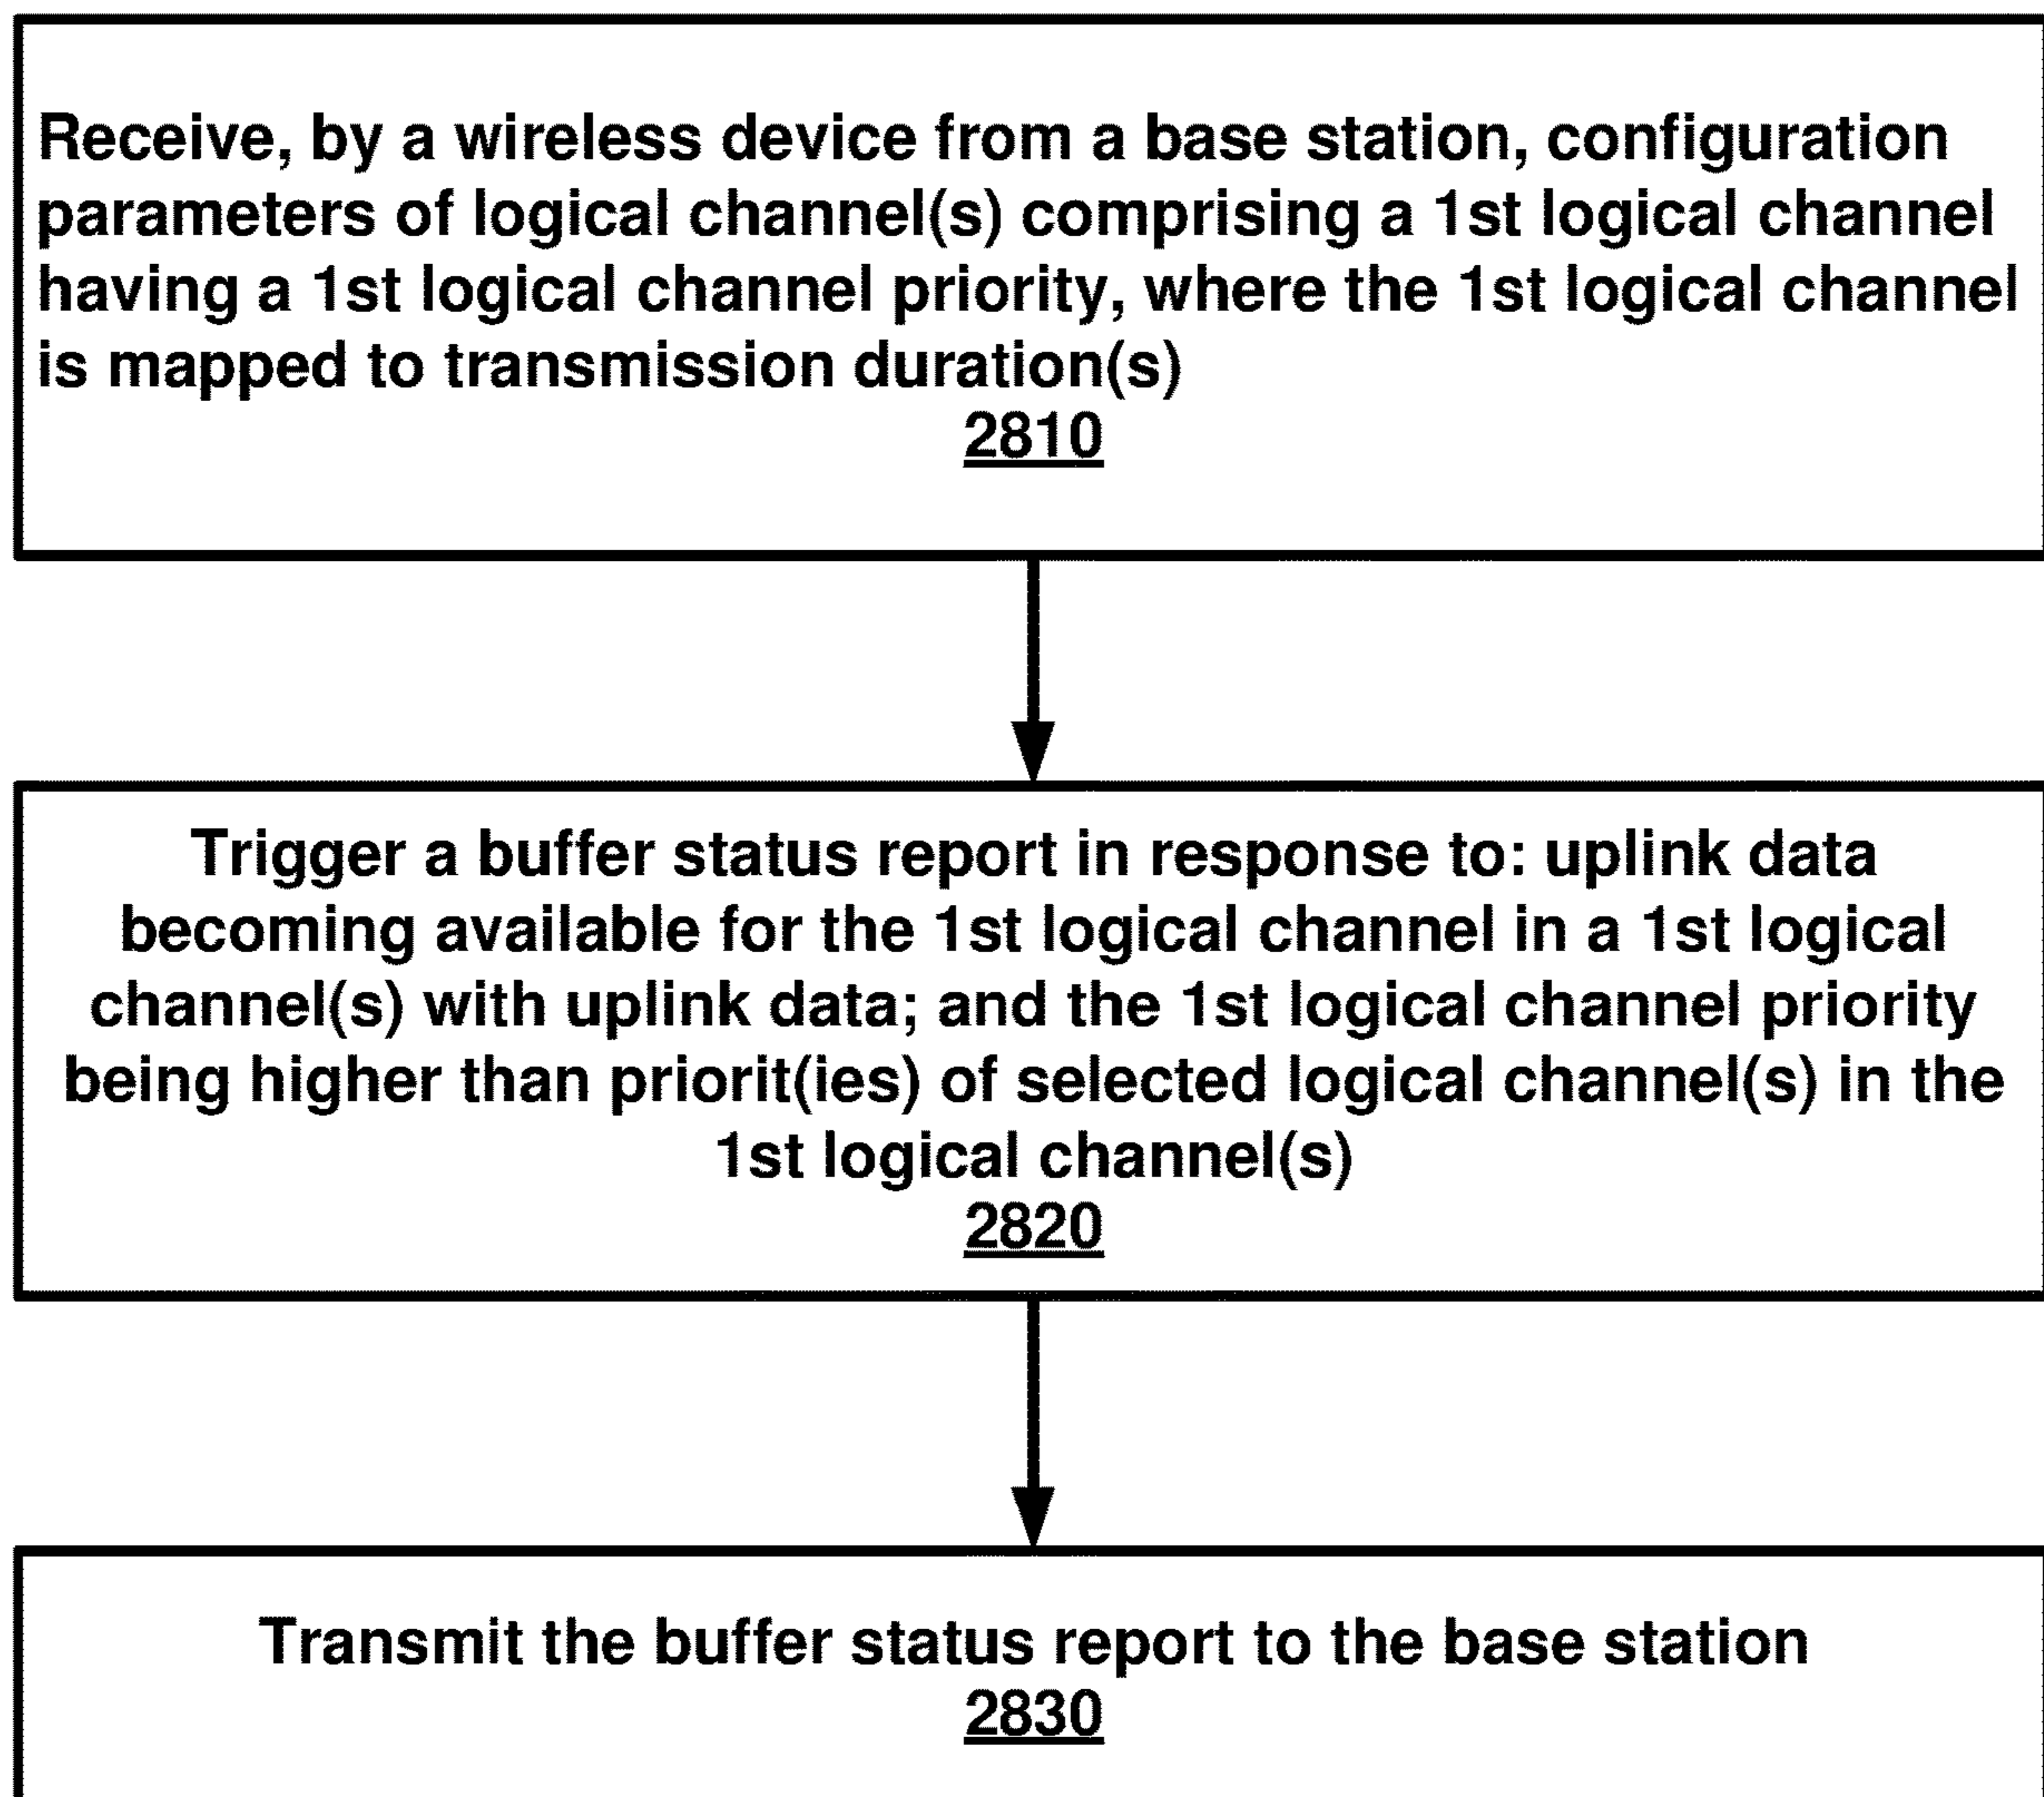 Receive, by a wireless device from a base station, configuration
parameters of logical channel(s) comprising a 1st logical channel
having a 1st logical channel priority, where the 1st logical channel
is mapped to transmission duration(s)
2810
Trigger a buffer status report in response to: uplink data
becoming available for the 1st logical channel in a 1st logical
channel(s) with uplink data; and the 1st logical channel priority
being higher than priorit(ies) of selected logical channel(s) in the
1st logical channel(s)
2820
Transmit the buffer status report to the base station
2830